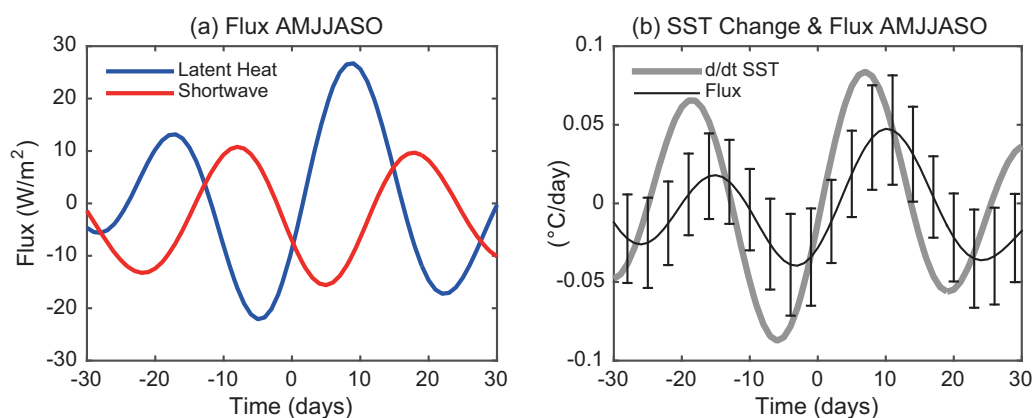 (a) Flux AMJJASO
Flux (W/m²)
30
20
10
0
-10
-20
-30
Latent Heat
Shortwave
-30 -20 -10 0 10 20 30
Time (days)
(b) SST Change & Flux AMJJASO
(°C/day)
0.1
0.05
0
-0.05
-0.1
d/dt SST
Flux
-30 -20 -10 0 10 20 30
Time (days)